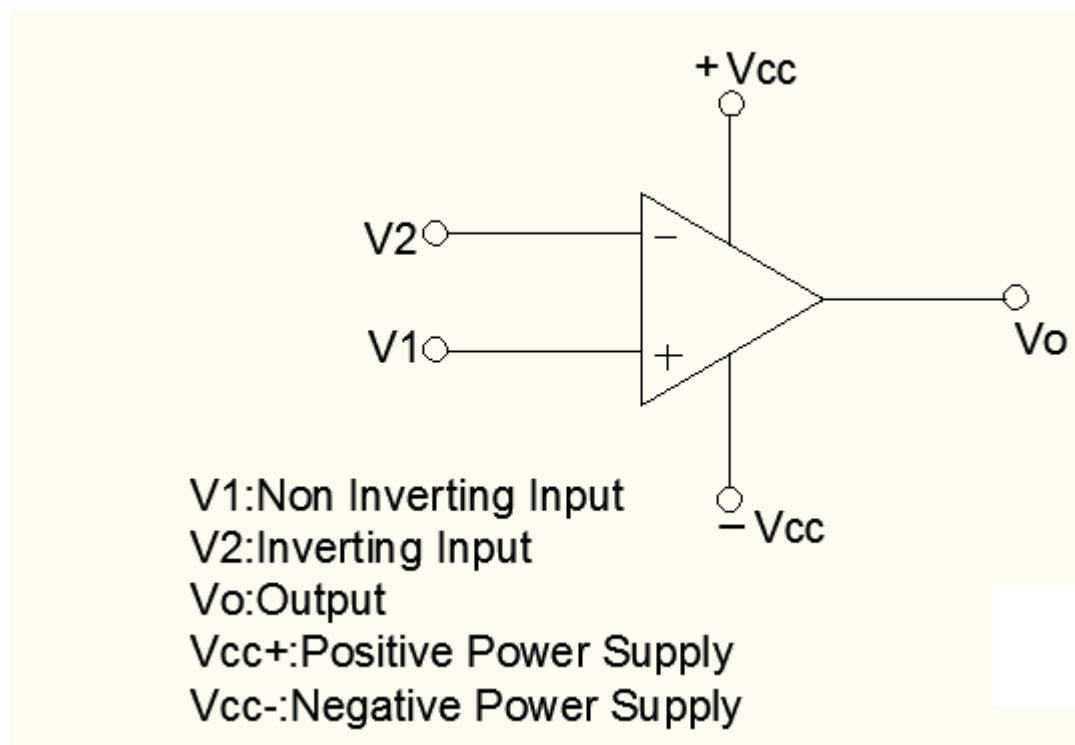 + Vcc
V2
−
V1
+
Vo
− Vcc
V1:Non Inverting Input
V2:Inverting Input
Vo:Output
Vcc+:Positive Power Supply
Vcc-:Negative Power Supply